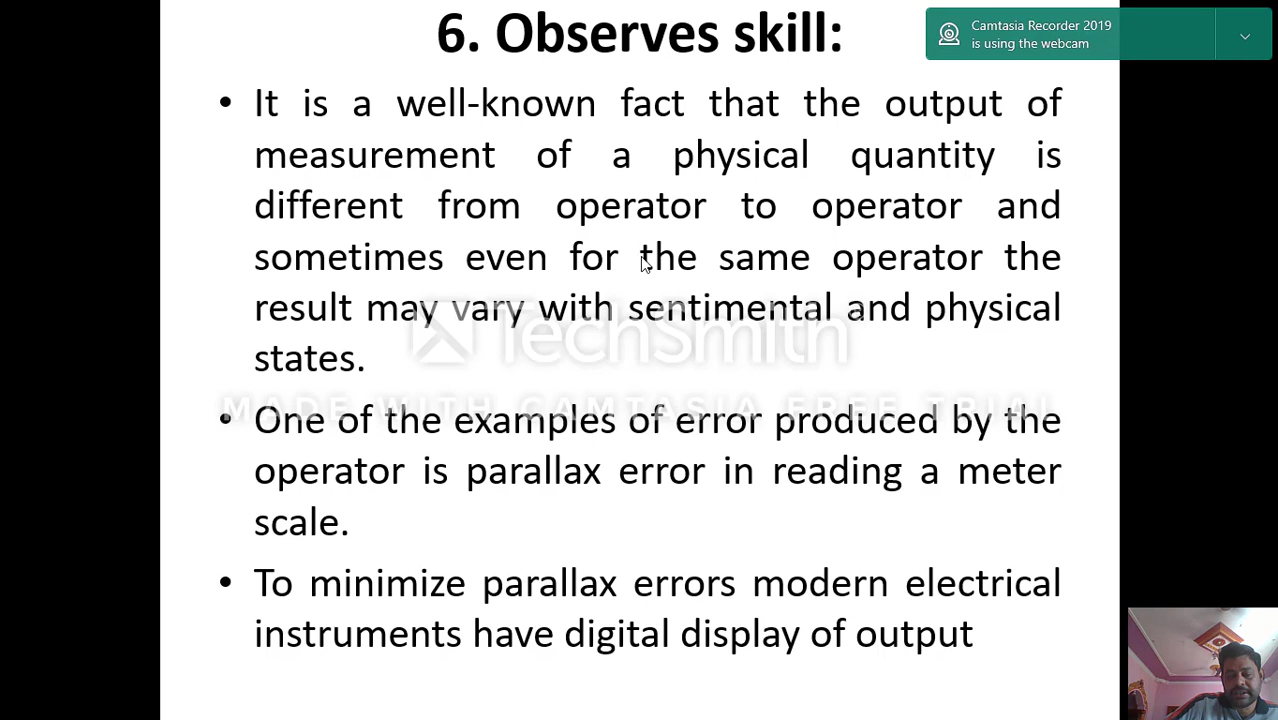 6. Observes skill:
Camtasia Recorder 2019
is using the webcam
• It is a well-known fact that the output of
measurement of a physical quantity is
different from operator to operator and
sometimes even for the same operator the
result may vary with sentimental and physical
states.
TechSmith
MADE WITH CAMTASIA FREE TRIAL
• One of the examples of error produced by the
operator is parallax error in reading a meter
scale.
• To minimize parallax errors modern electrical
instruments have digital display of output